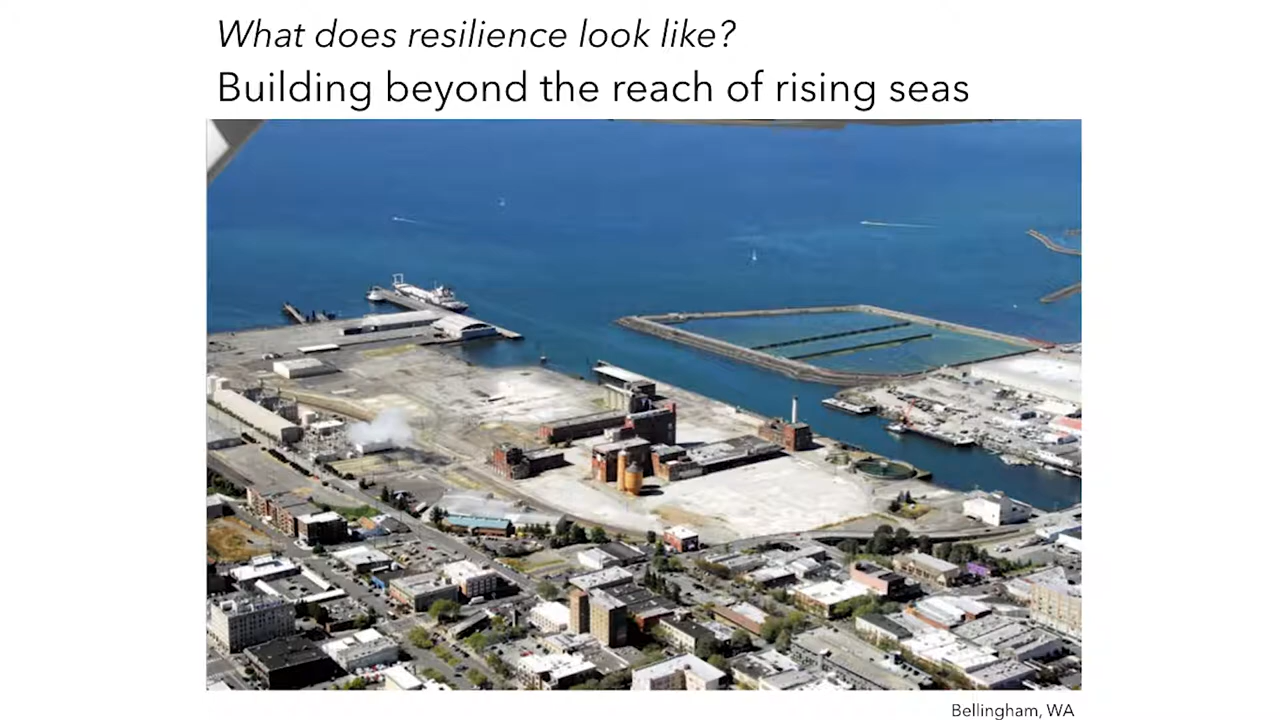 What does resilience look like?
Building beyond the reach of rising seas
Bellingham, WA